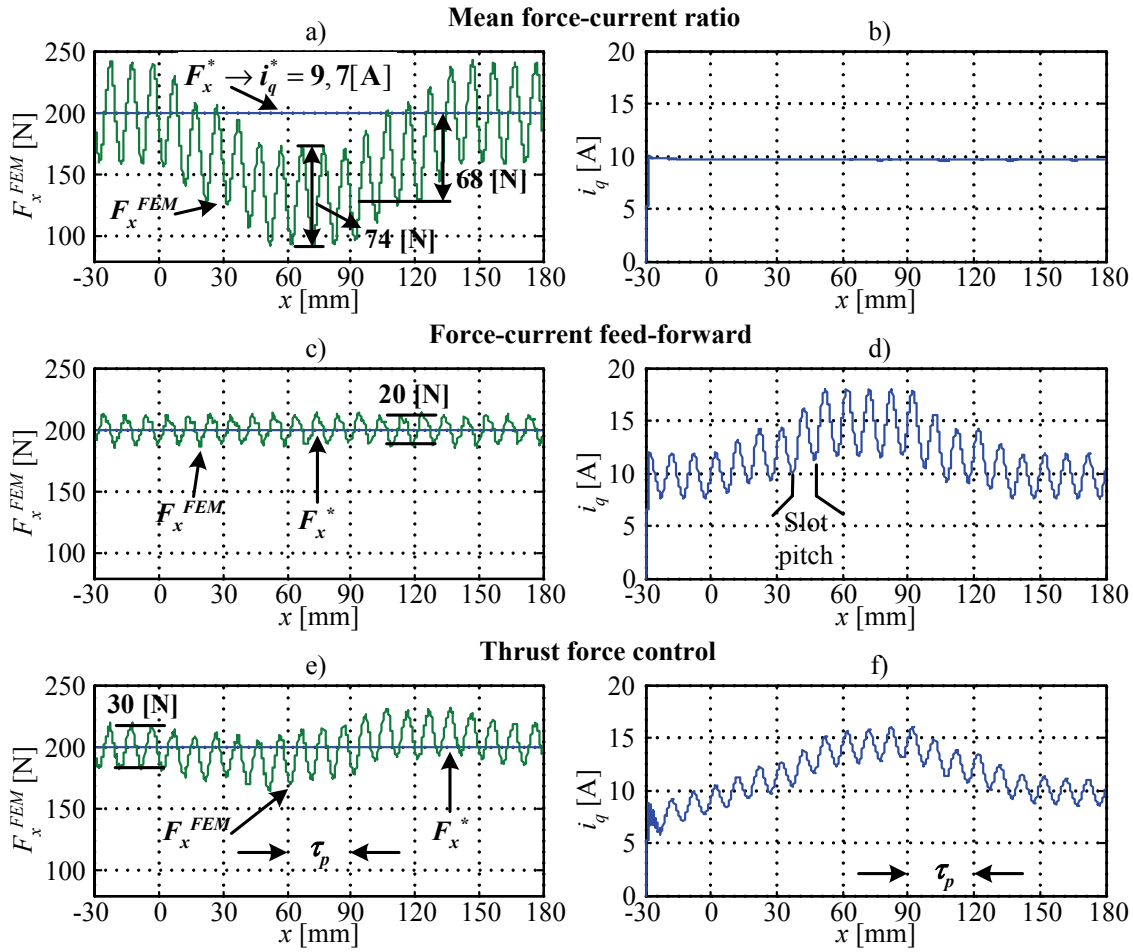 Mean force-current ratio
a) b)
250 20
F_x^* → i_q^* = 9,7[A]
200 15
F_x^FEM [N] i_q [A]
150 10
68 [N]
F_x^FEM
100 5
74 [N]
0
-30 0 30 60 90 120 150 180 -30 0 30 60 90 120 150 180
x [mm] x [mm]
Force-current feed-forward
c) d)
250 20
20 [N]
200 15
F_x^FEM [N] i_q [A]
150 10
F_x^FEM F_x^*
Slot
100 5
pitch
0
-30 0 30 60 90 120 150 180 -30 0 30 60 90 120 150 180
x [mm] x [mm]
Thrust force control
e) f)
250 20
30 [N]
200 15
F_x^FEM [N] i_q [A]
150 10
F_x^FEM F_x^*
100 5
τ_p τ_p
0
-30 0 30 60 90 120 150 180 -30 0 30 60 90 120 150 180
x [mm] x [mm]